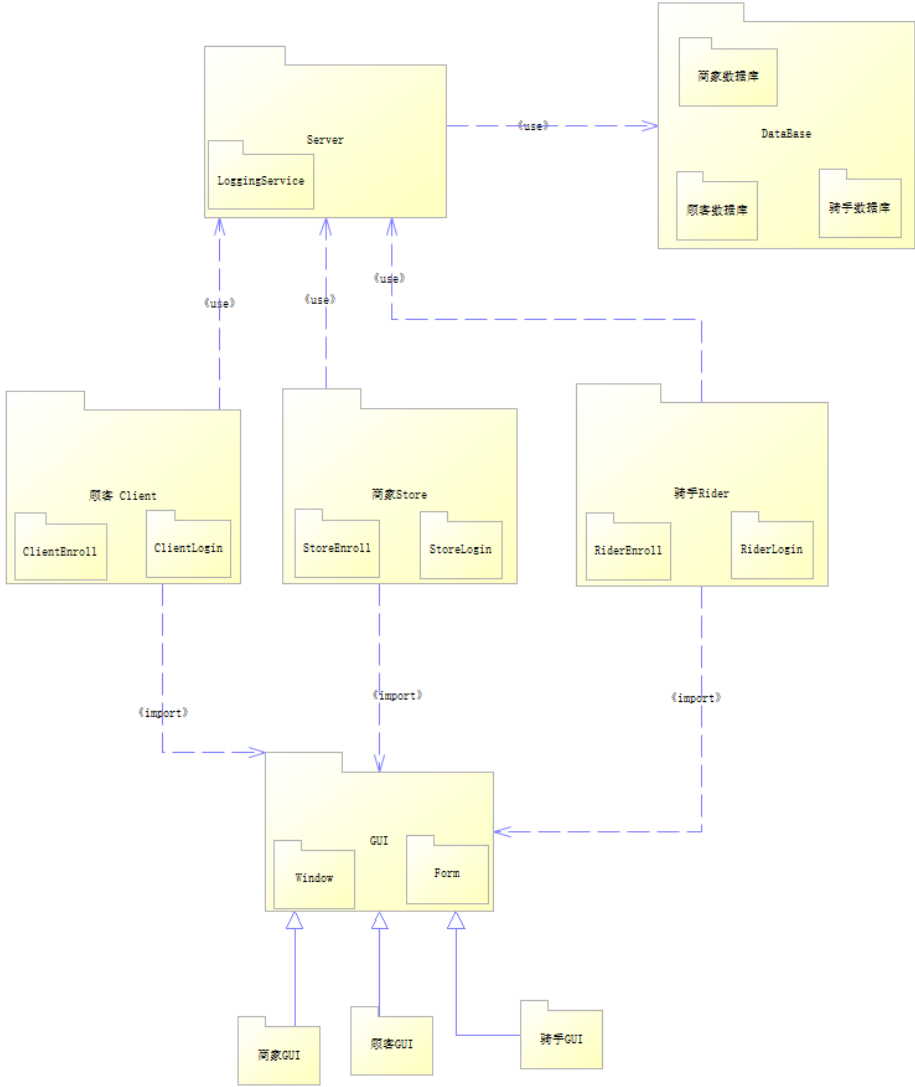 商家数据库
《use》
DataBase
Server
LoggingService
顾客数据库
骑手数据库
《use》
《use》
《use》
顾客 Client
商家Store
骑手Rider
ClientEnroll
ClientLogin
StoreEnroll
StoreLogin
RiderEnroll
RiderLogin
《import》
《import》
《import》
GUI
Window
Form
商家GUI
顾客GUI
骑手GUI